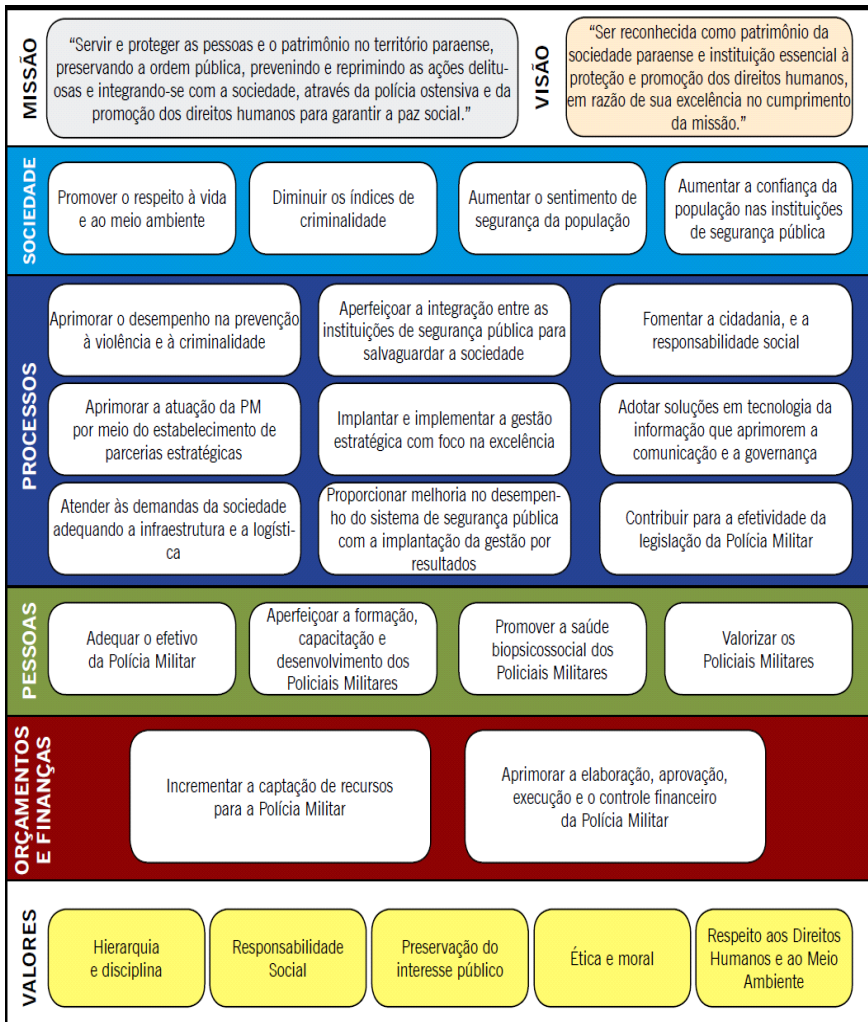 MISSÃO
“Servir e proteger as pessoas e o patrimônio no território paraense,
preservando a ordem pública, prevenindo e reprimindo as ações delitu-
osas e integrando-se com a sociedade, através da polícia ostensiva e da
promoção dos direitos humanos para garantir a paz social.”
VISÃO
“Ser reconhecida como patrimônio da
sociedade paraense e instituição essencial à
proteção e promoção dos direitos humanos,
em razão de sua excelência no cumprimento
da missão.”
SOCIEDADE
Promover o respeito à vida
e ao meio ambiente
Diminuir os índices de
criminalidade
Aumentar o sentimento de
segurança da população
Aumentar a confiança da
população nas instituições
de segurança pública
PROCESSOS
Aprimorar o desempenho na prevenção
à violência e à criminalidade
Aperfeiçoar a integração entre as
instituições de segurança pública para
salvaguardar a sociedade
Fomentar a cidadania, e a
responsabilidade social
Aprimorar a atuação da PM
por meio do estabelecimento de
parcerias estratégicas
Implantar e implementar a gestão
estratégica com foco na excelência
Adotar soluções em tecnologia da
informação que aprimorem a
comunicação e a governança
Atender às demandas da sociedade
adequando a infraestrutura e a logísti-
ca
Proporcionar melhoria no desempen-
ho do sistema de segurança pública
com a implantação da gestão por
resultados
Contribuir para a efetividade da
legislação da Polícia Militar
PESSOAS
Adequar o efetivo
da Polícia Militar
Aperfeiçoar a formação,
capacitação e
desenvolvimento dos
Policiais Militares
Promover a saúde
biopsicossocial dos
Policiais Militares
Valorizar os
Policiais Militares
ORÇAMENTOS
E FINANÇAS
Incrementar a captação de recursos
para a Polícia Militar
Aprimorar a elaboração, aprovação,
execução e o controle financeiro
da Polícia Militar
VALORES
Hierarquia
e disciplina
Responsabilidade
Social
Preservação do
interesse público
Ética e moral
Respeito aos Direitos
Humanos e ao Meio
Ambiente